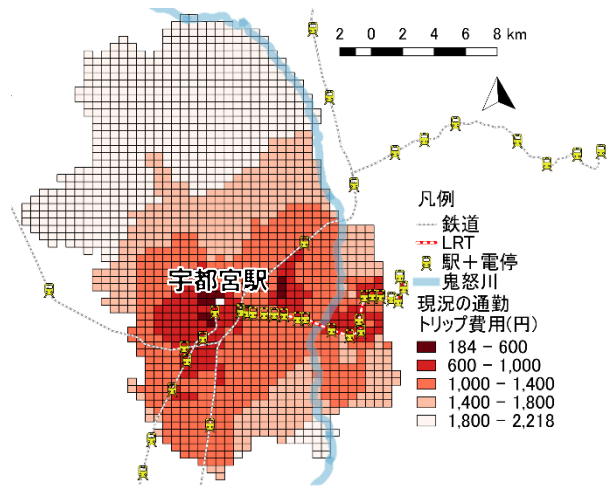 2 0 2 4 6 8 km
凡例
鉄道
LRT
駅+電停
鬼怒川
現況の通勤
トリップ費用(円)
184 - 600
600 - 1,000
1,000 - 1,400
1,400 - 1,800
1,800 - 2,218
宇都宮駅